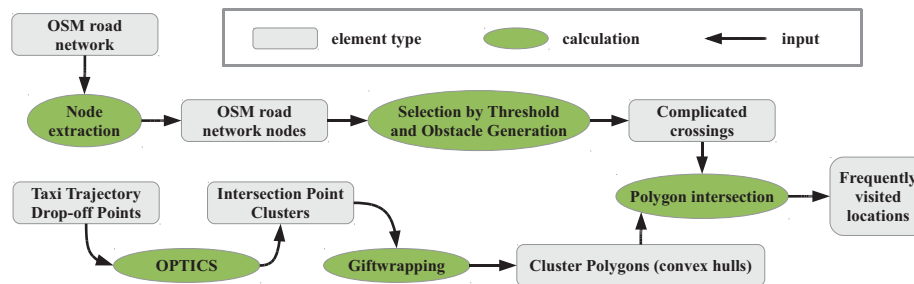 OSM road
network
element type
calculation
input
Node
extraction
OSM road
network nodes
Selection by Threshold
and Obstacle Generation
Complicated
crossings
Taxi Trajectory
Drop-off Points
Intersection Point
Clusters
Polygon intersection
Frequently
visited
locations
OPTICS
Giftwrapping
Cluster Polygons (convex hulls)